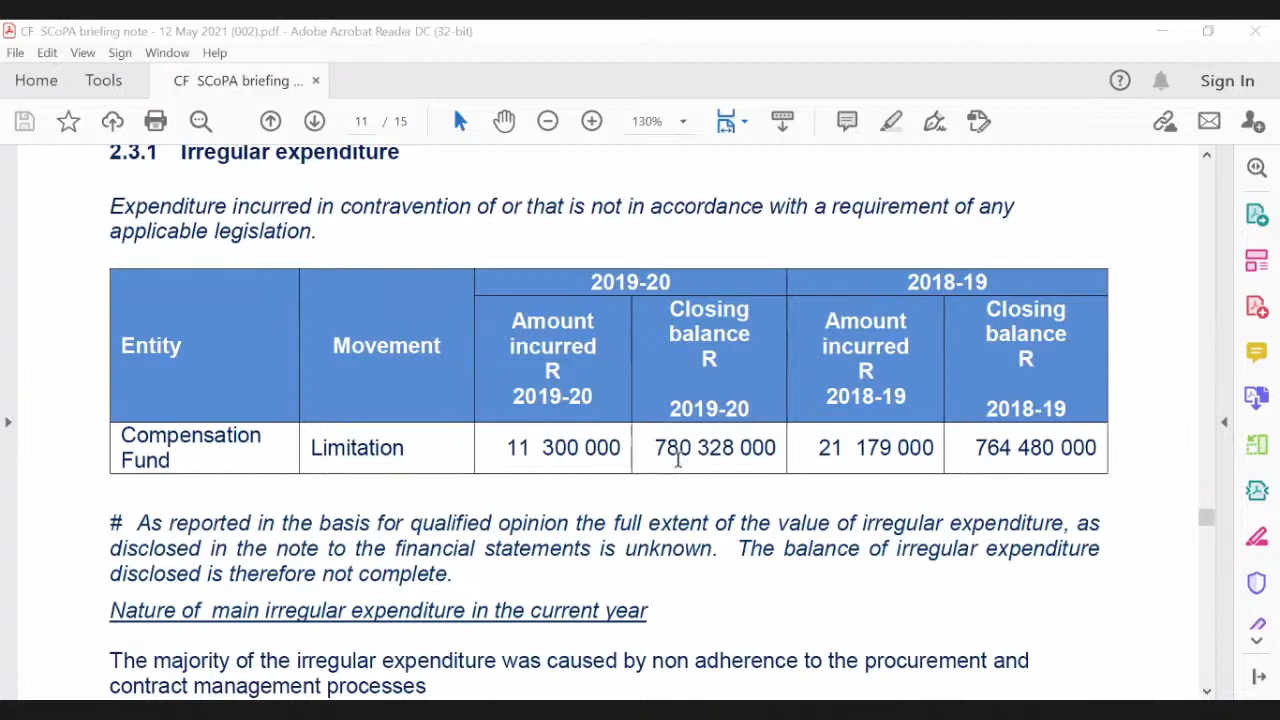 CF SCoPA briefing note - 12 May 2021 (002).pdf - Adobe Acrobat Reader DC (32-bit)
File Edit View Sign Window Help
Home Tools CF SCoPA briefing ... × Sign In
11 / 15 130%
2.3.1 Irregular expenditure
Expenditure incurred in contravention of or that is not in accordance with a requirement of any
applicable legislation.
Entity Movement 2019-20 2018-19
Amount incurred R 2019-20 Closing balance R 2019-20 Amount incurred R 2018-19 Closing balance R 2018-19
Compensation Fund Limitation 11 300 000 780 328 000 21 179 000 764 480 000
# As reported in the basis for qualified opinion the full extent of the value of irregular expenditure, as
disclosed in the note to the financial statements is unknown. The balance of irregular expenditure
disclosed is therefore not complete.
Nature of main irregular expenditure in the current year
The majority of the irregular expenditure was caused by non adherence to the procurement and
contract management processes